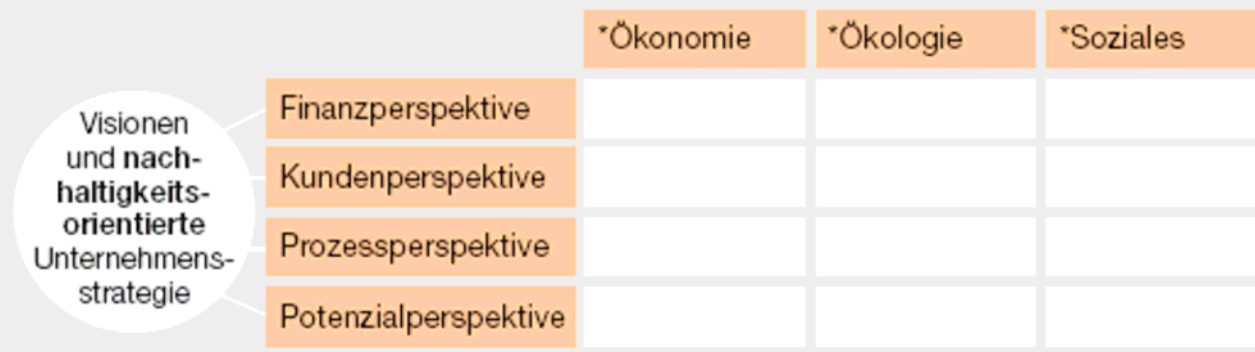 *Ökonomie
*Ökologie
*Soziales
Visionen
und nach-
haltigkeits-
orientierte
Unternehmens-
strategie
Finanzperspektive
Kundenperspektive
Prozessperspektive
Potenzialperspektive